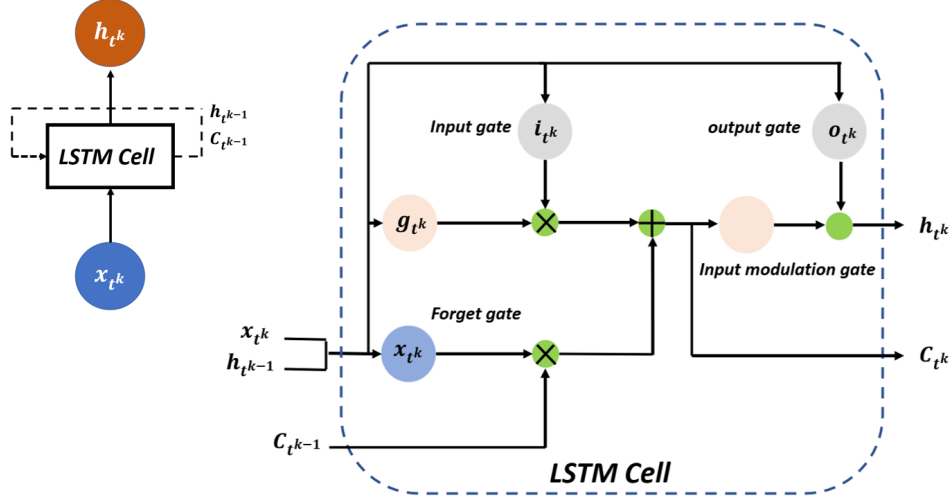 h_{t^k}
h_{t^{k-1}}
C_{t^{k-1}}
LSTM Cell
x_{t^k}
Input gate
i_{t^k}
output gate
o_{t^k}
g_{t^k}
h_{t^k}
Input modulation gate
Forget gate
x_{t^k}
h_{t^{k-1}}
x_{t^k}
C_{t^k}
C_{t^{k-1}}
LSTM Cell